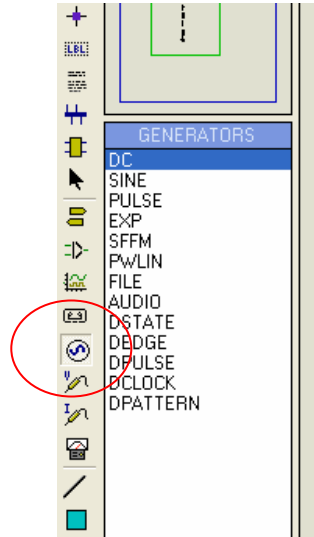 LBL
GENERATORS
DC
SINE
PULSE
EXP
SFFM
PWLIN
FILE
AUDIO
DSTATE
DEDGE
DPULSE
DCLOCK
DPATTERN
V
I